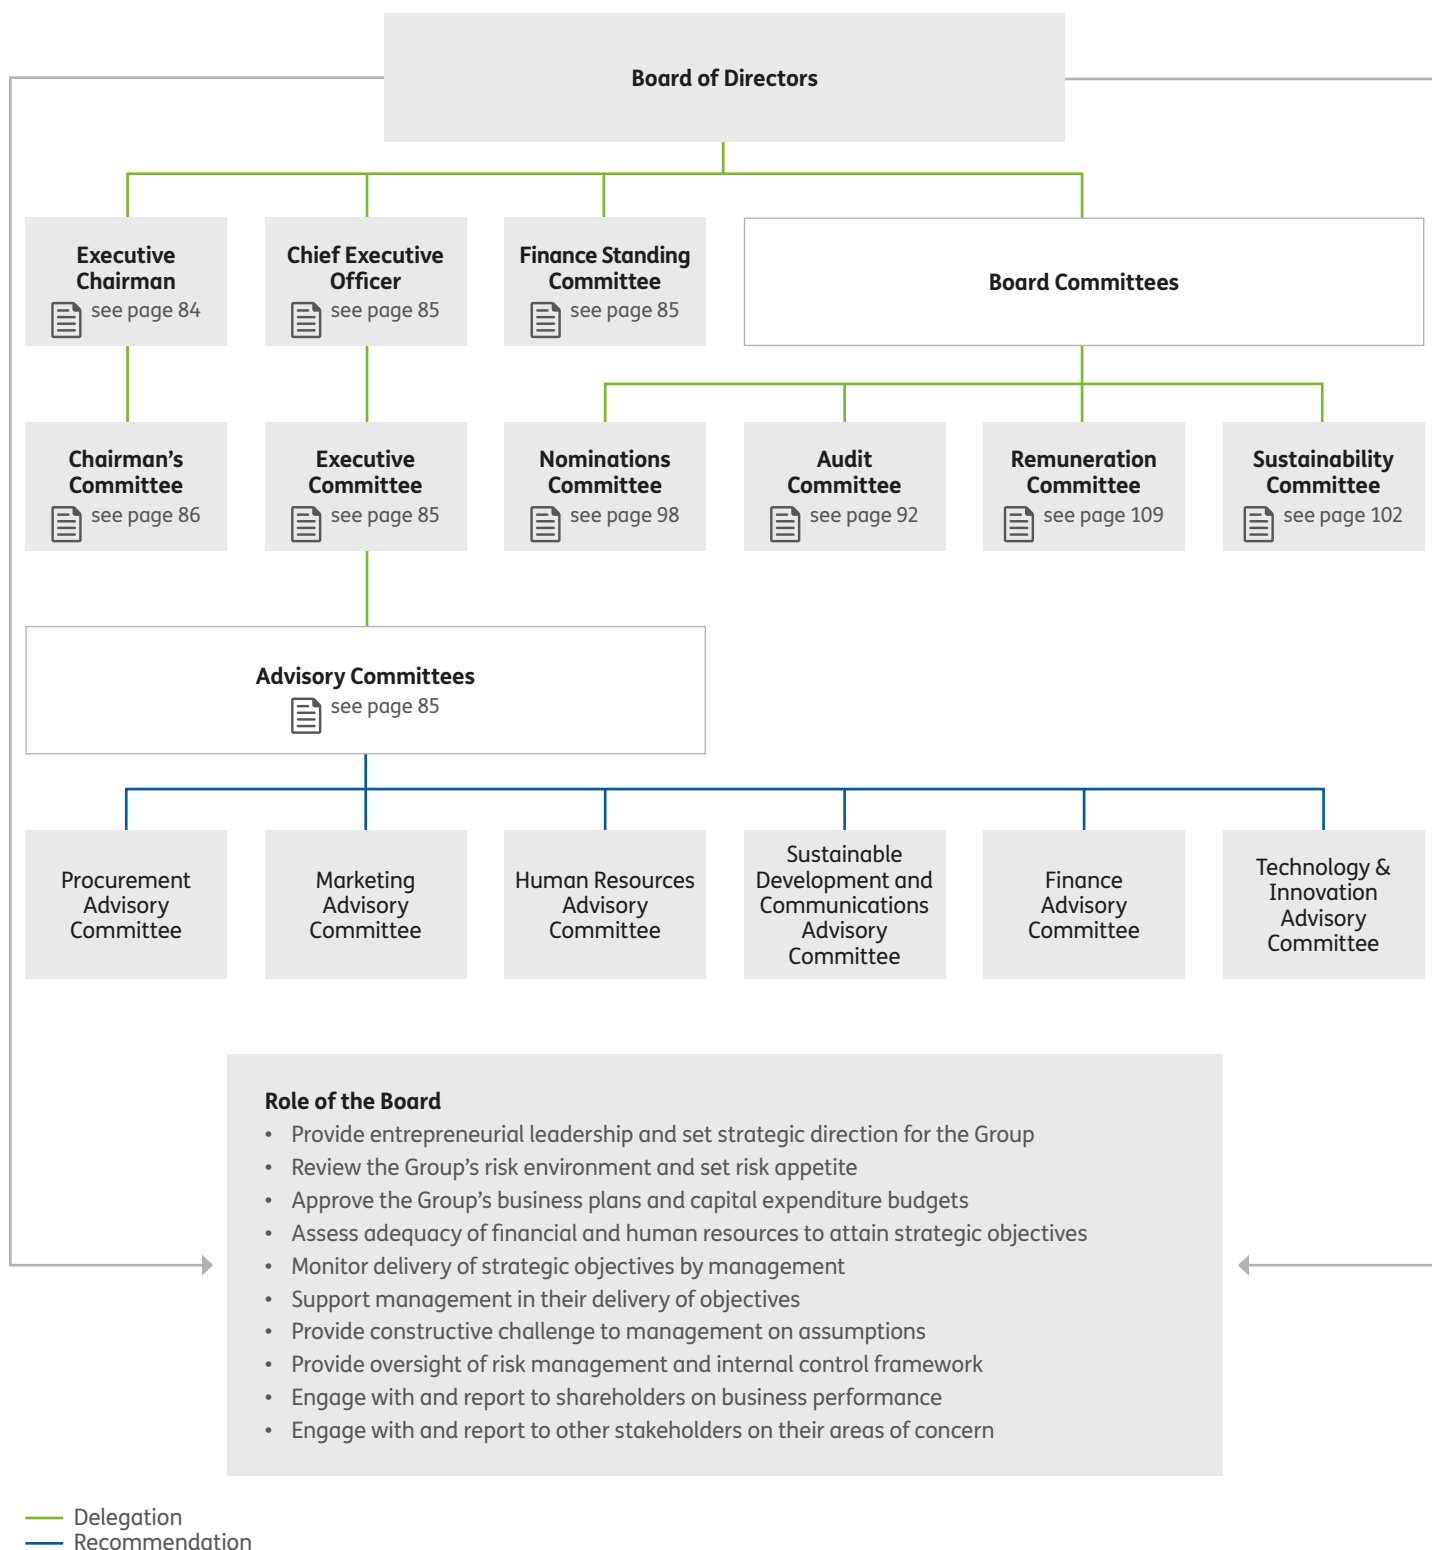 Board of Directors
Executive
Chairman
see page 84
Chief Executive
Officer
see page 85
Finance Standing
Committee
see page 85
Board Committees
Chairman’s
Committee
see page 86
Executive
Committee
see page 85
Nominations
Committee
see page 98
Audit
Committee
see page 92
Remuneration
Committee
see page 109
Sustainability
Committee
see page 102
Advisory Committees
see page 85
Procurement
Advisory
Committee
Marketing
Advisory
Committee
Human Resources
Advisory
Committee
Sustainable
Development and
Communications
Advisory
Committee
Finance
Advisory
Committee
Technology &
Innovation
Advisory
Committee
Role of the Board
• Provide entrepreneurial leadership and set strategic direction for the Group
• Review the Group’s risk environment and set risk appetite
• Approve the Group’s business plans and capital expenditure budgets
• Assess adequacy of financial and human resources to attain strategic objectives
• Monitor delivery of strategic objectives by management
• Support management in their delivery of objectives
• Provide constructive challenge to management on assumptions
• Provide oversight of risk management and internal control framework
• Engage with and report to shareholders on business performance
• Engage with and report to other stakeholders on their areas of concern
Delegation
Recommendation